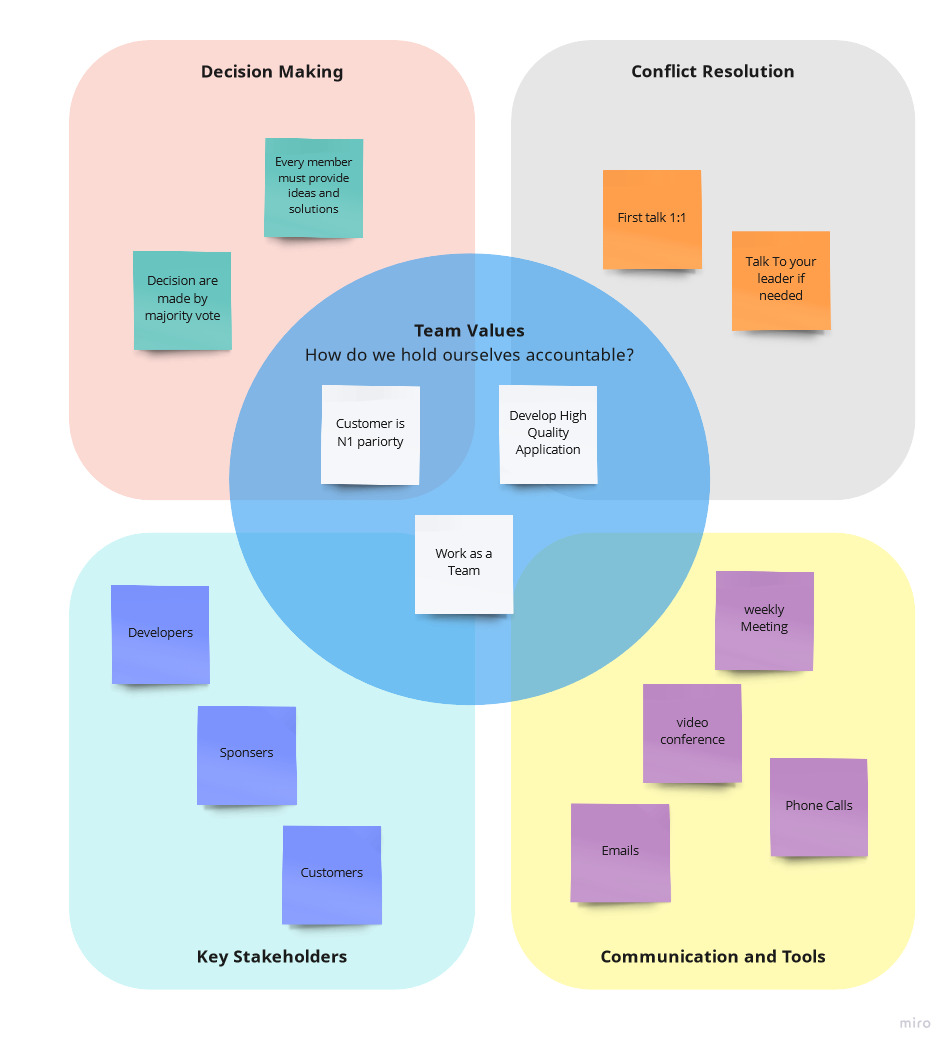 Decision Making
Every member
must provide
ideas and
solutions
Decision are
made by
majority vote
Conflict Resolution
First talk 1:1
Talk To your
leader if
needed
Team Values
How do we hold ourselves accountable?
Customer is
N1 pariorty
Develop High
Quality
Application
Work as a
Team
Developers
Sponsers
Customers
Key Stakeholders
weekly
Meeting
video
conference
Phone Calls
Emails
Communication and Tools
miro